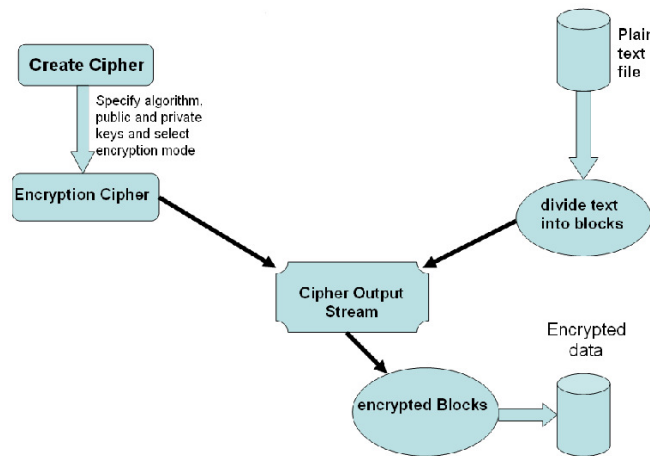 Create Cipher
Specify algorithm,
public and private
keys and select
encryption mode
Encryption Cipher
Plain
text
file
divide text
into blocks
Cipher Output
Stream
encrypted Blocks
Encrypted
data